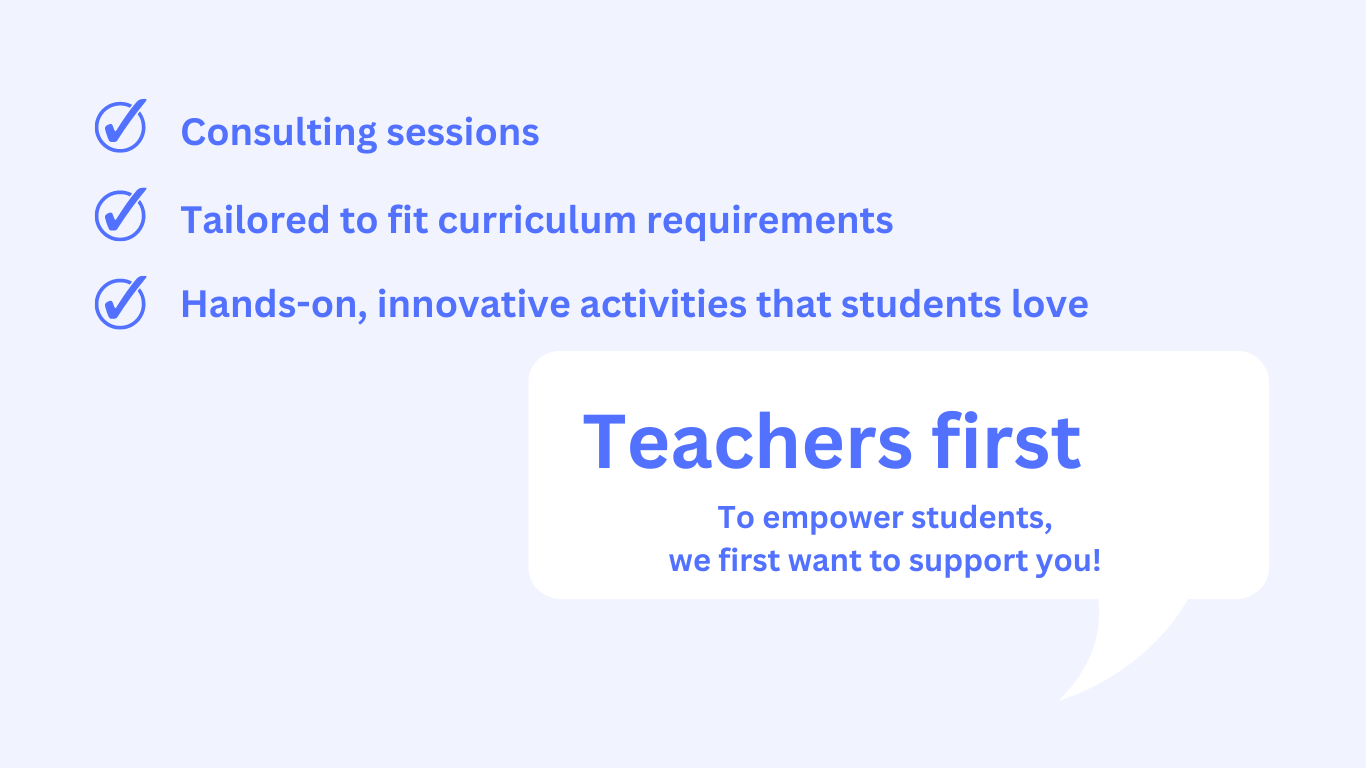 Consulting sessions
Tailored to fit curriculum requirements
Hands-on, innovative activities that students love
Teachers first
To empower students,
we first want to support you!